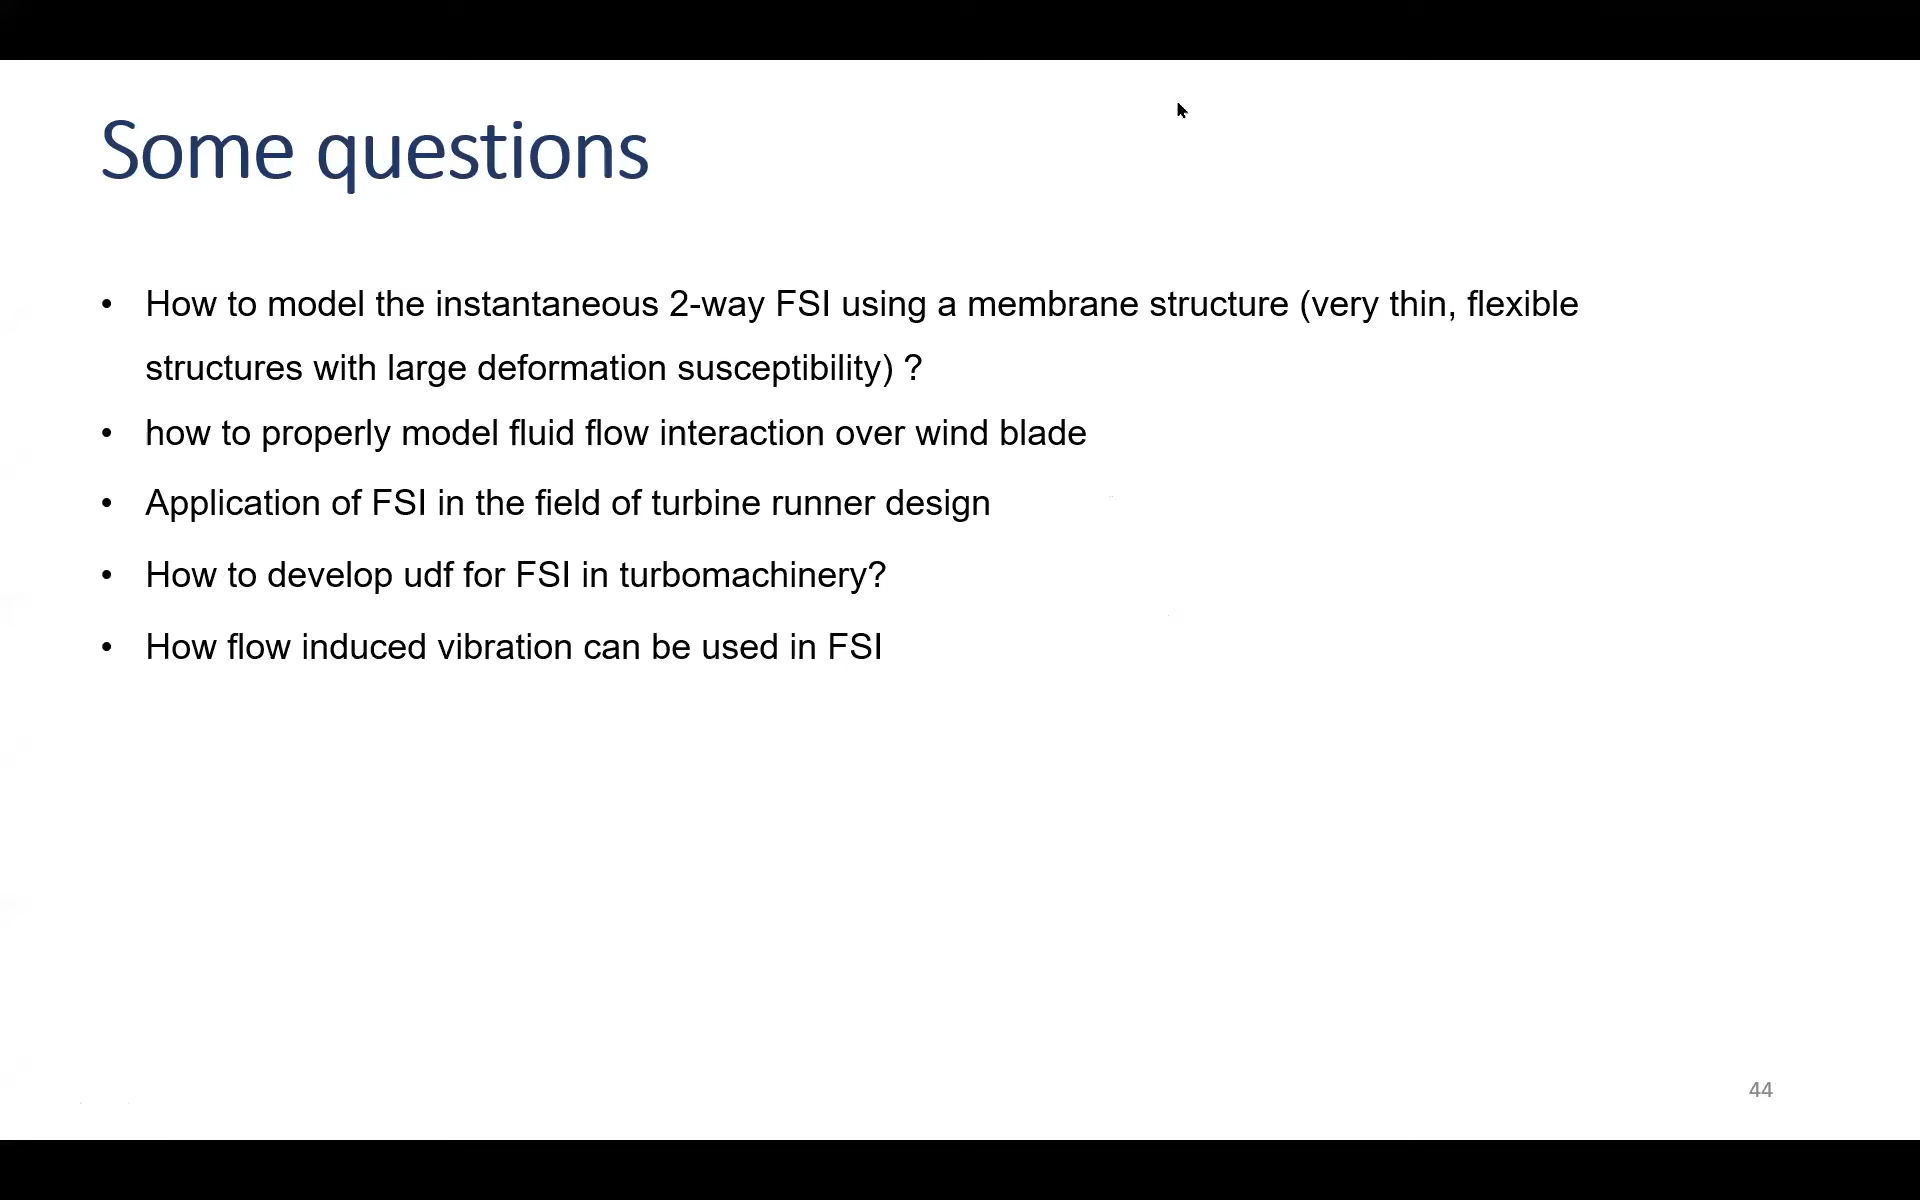 Some questions
• How to model the instantaneous 2-way FSI using a membrane structure (very thin, flexible
structures with large deformation susceptibility) ?
• how to properly model fluid flow interaction over wind blade
• Application of FSI in the field of turbine runner design
• How to develop udf for FSI in turbomachinery?
• How flow induced vibration can be used in FSI
44